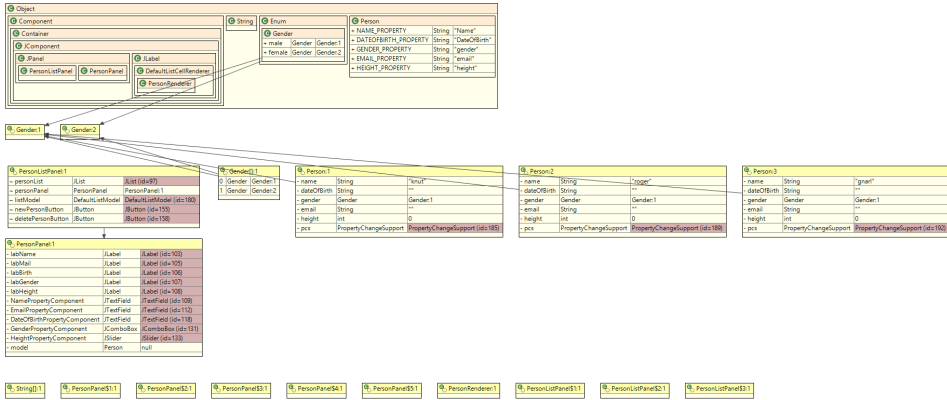 Object
Component
Container
JComponent
JPanel
PersonListPanel
PersonPanel
JLabel
DefaultListCellRenderer
PersonRenderer
String
Enum
Gender
+ male Gender Gender:1
+ female Gender Gender:2
Person
+ NAME_PROPERTY String "Name"
+ DATEOFBIRTH_PROPERTY String "DateOfBirth"
+ GENDER_PROPERTY String "gender"
+ EMAIL_PROPERTY String "email"
+ HEIGHT_PROPERTY String "height"
Gender:1
Gender:2
PersonListPanel:1
~ personList JList JList (id=97)
~ personPanel PersonPanel PersonPanel:1
~ listModel DefaultListModel DefaultListModel (id=180)
~ newPersonButton JButton JButton (id=155)
~ deletePersonButton JButton JButton (id=158)
Gender[]:1
0 Gender Gender:1
1 Gender Gender:2
Person:1
- name String "knut"
- dateOfBirth String ""
- gender Gender Gender:1
- email String ""
- height int 0
- pcs PropertyChangeSupport PropertyChangeSupport (id=185)
Person:2
- name String "roger"
- dateOfBirth String ""
- gender Gender Gender:1
- email String ""
- height int 0
- pcs PropertyChangeSupport PropertyChangeSupport (id=189)
Person:3
- name String "gnarl"
- dateOfBirth String ""
- gender Gender Gender:1
- email String ""
- height int 0
- pcs PropertyChangeSupport PropertyChangeSupport (id=192)
PersonPanel:1
- labName JLabel JLabel (id=103)
- labMail JLabel JLabel (id=105)
- labBirth JLabel JLabel (id=106)
- labGender JLabel JLabel (id=107)
- labHeight JLabel JLabel (id=108)
~ NamePropertyComponent JTextField JTextField (id=109)
~ EmailPropertyComponent JTextField JTextField (id=112)
~ DateOfBirthPropertyComponent JTextField JTextField (id=118)
~ GenderPropertyComponent JComboBox JComboBox (id=131)
~ HeightPropertyComponent JSlider JSlider (id=133)
~ model Person null
String[]:1
PersonPanel$1:1
PersonPanel$2:1
PersonPanel$3:1
PersonPanel$4:1
PersonPanel$5:1
PersonRenderer:1
PersonListPanel$1:1
PersonListPanel$2:1
PersonListPanel$3:1